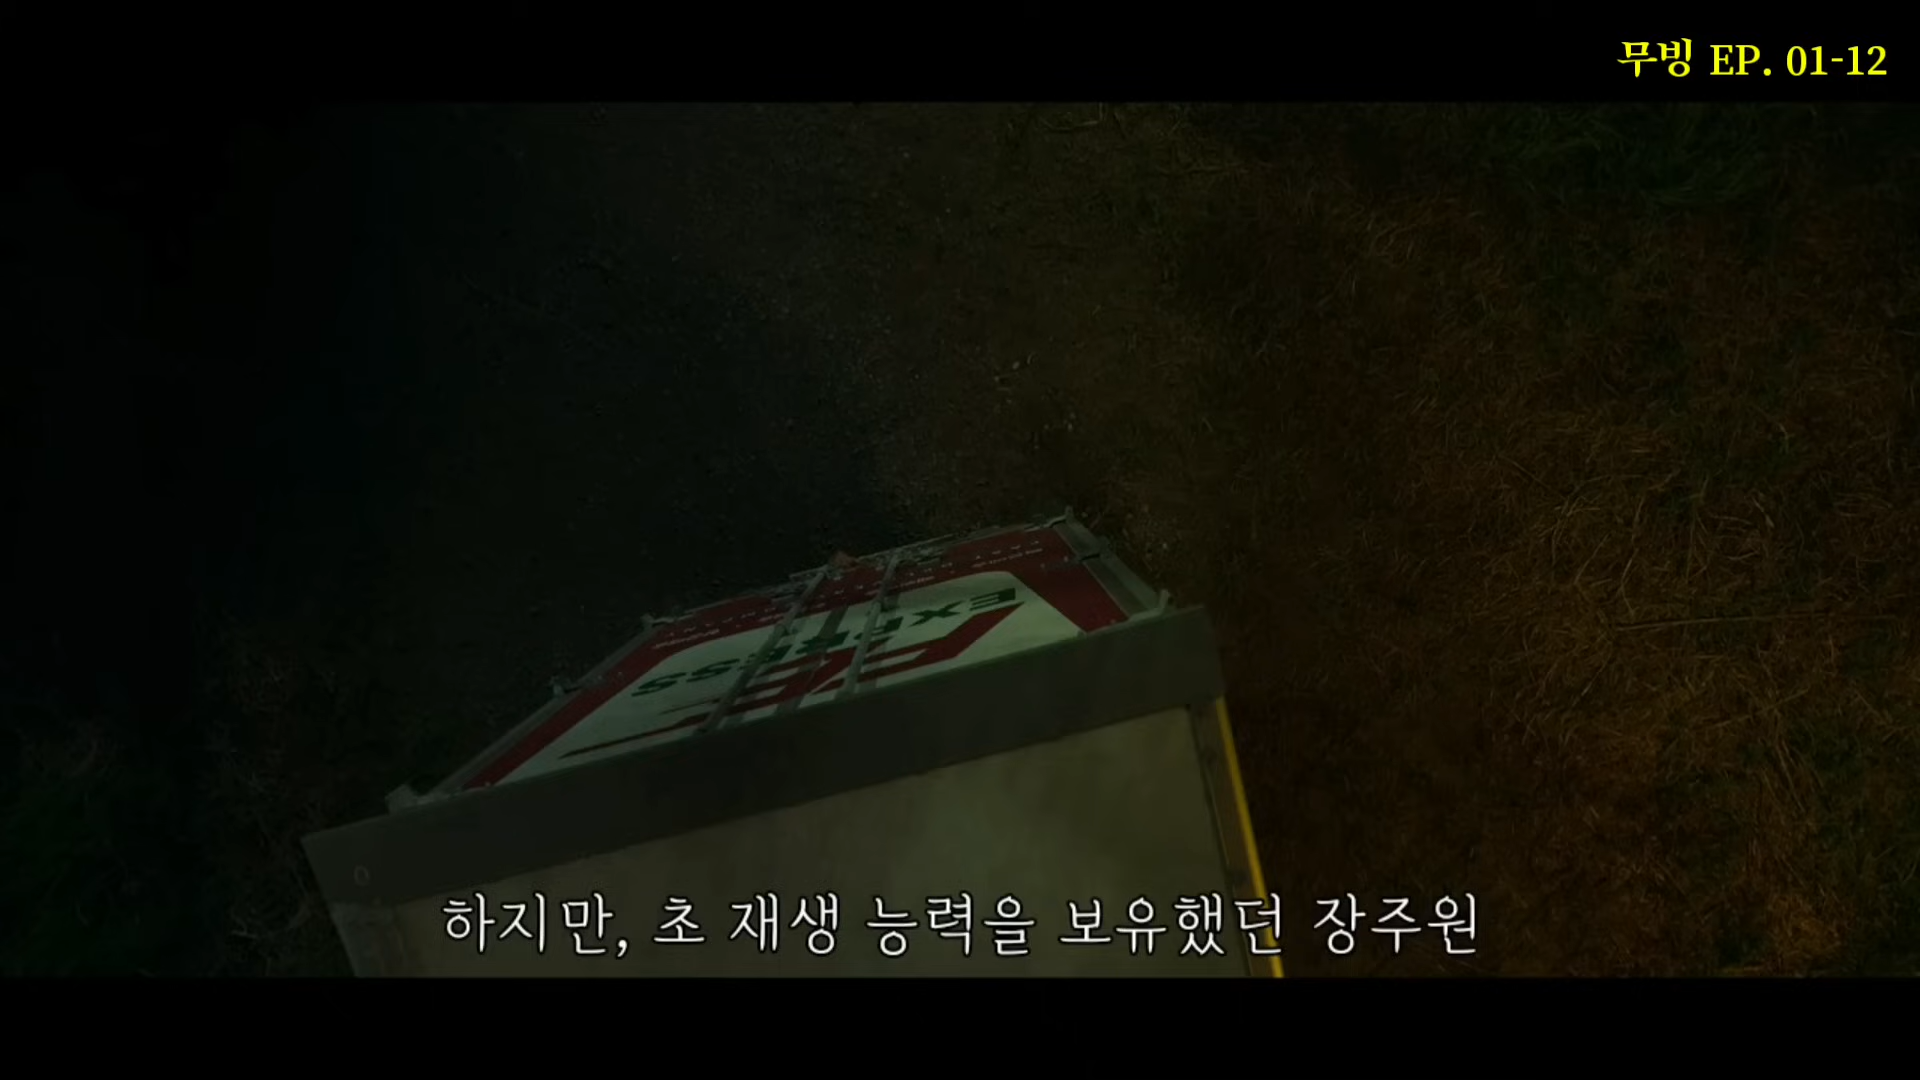 무빙 EP. 01-12
EXPRESS
하지만, 초 재생 능력을 보유했던 장주원